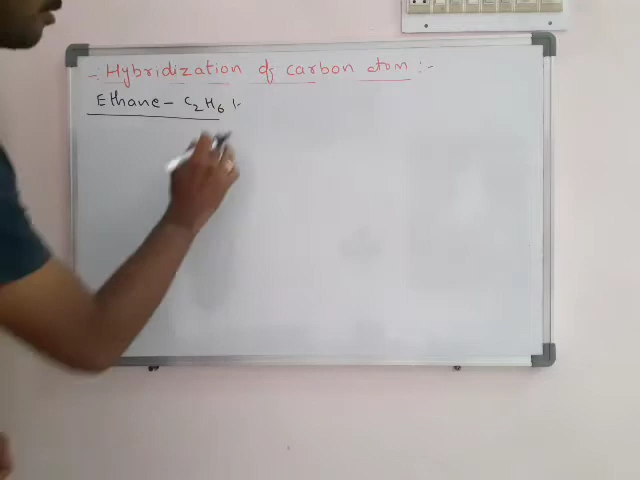 -: Hybridization of carbon atom :-
Ethane - C₂H₆ :-